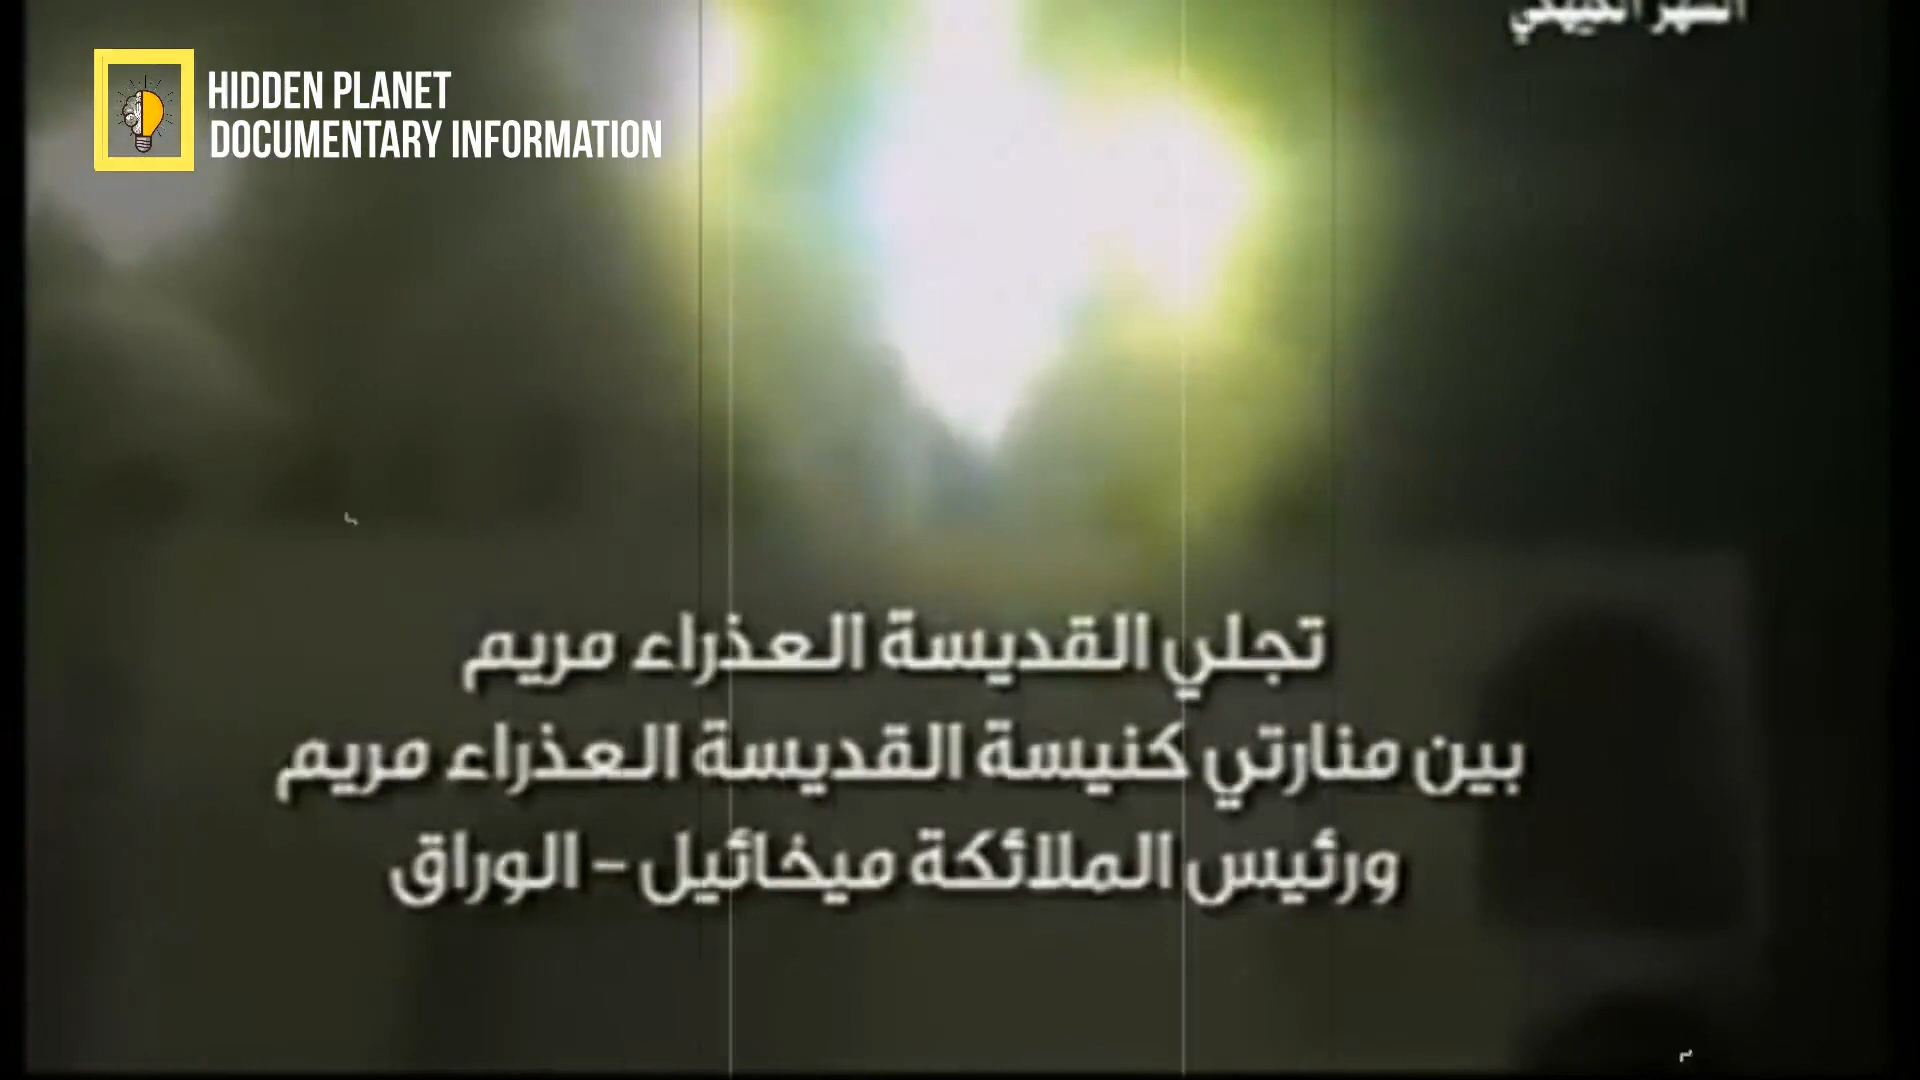 HIDDEN PLANET
DOCUMENTARY INFORMATION
تجلي القديسة العذراء مريم
بين منارتي كنيسة القديسة العذراء مريم
ورئيس الملائكة ميخائيل - الوراق